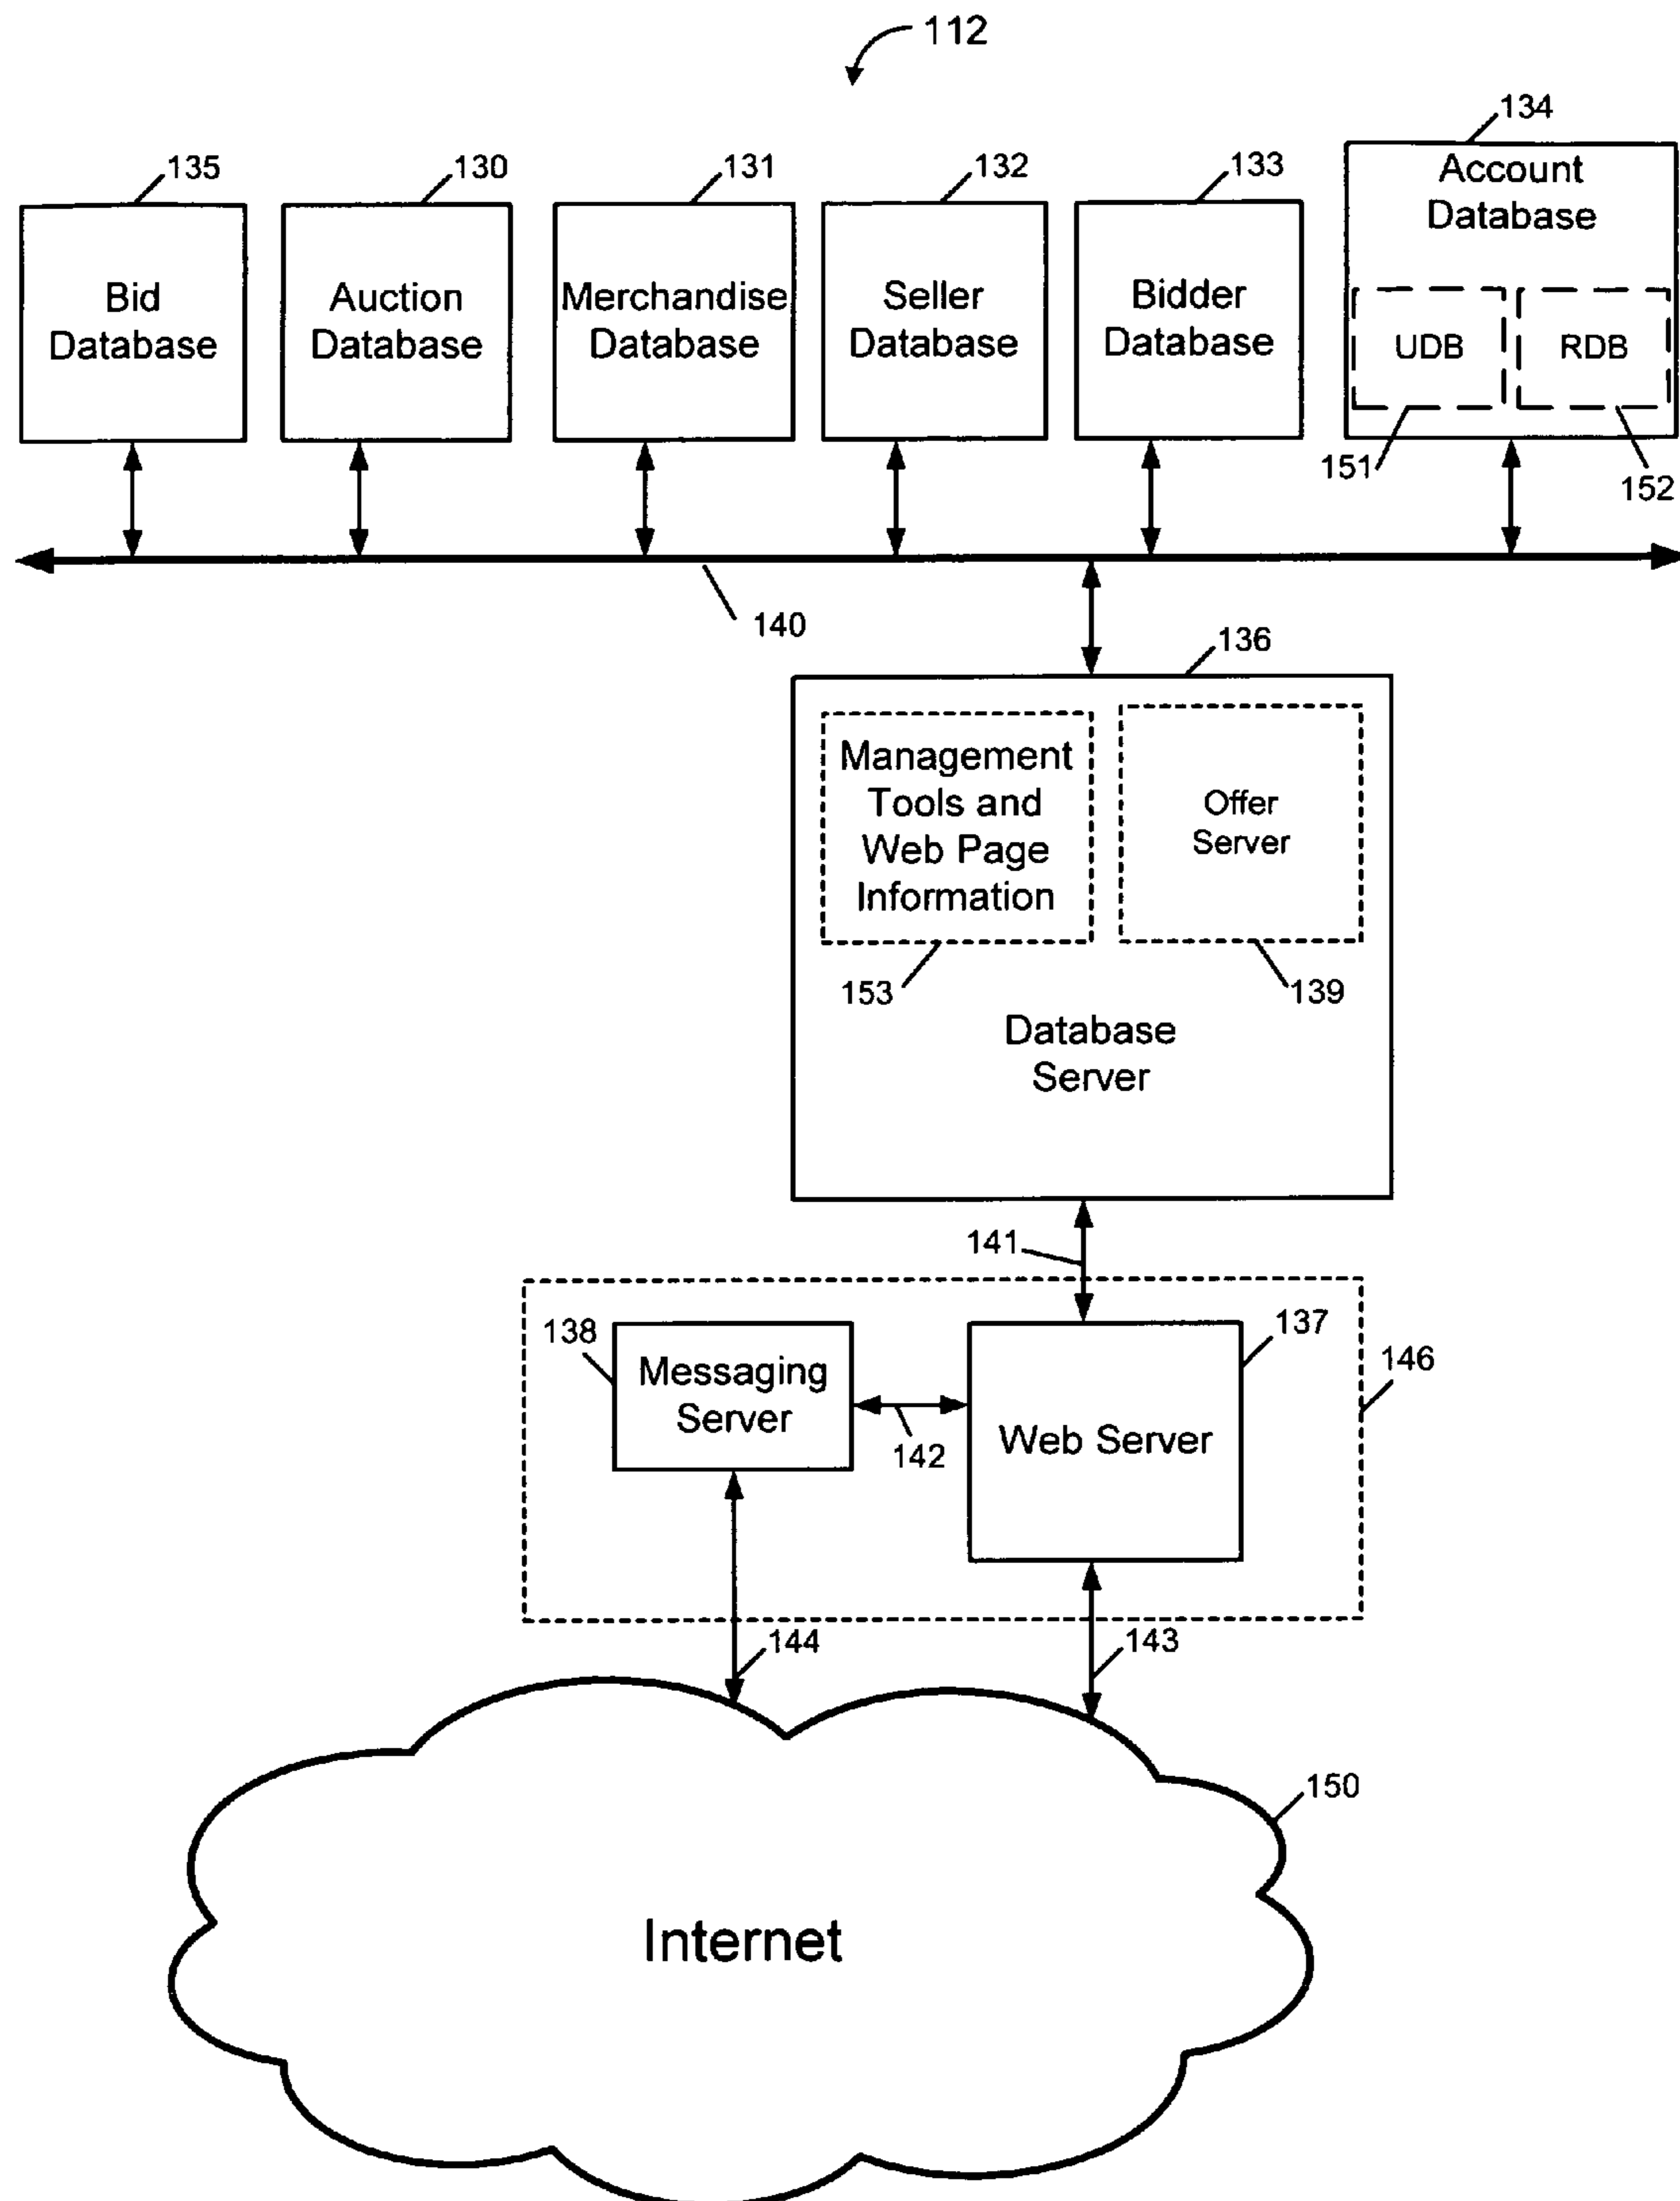 112
135
130
131
132
133
134
Bid
Database
Auction
Database
Merchandise
Database
Seller
Database
Bidder
Database
Account
Database
UDB
RDB
151
152
140
136
Management
Tools and
Web Page
Information
Offer
Server
153
139
Database
Server
141
138
Messaging
Server
142
137
Web Server
146
144
143
150
Internet